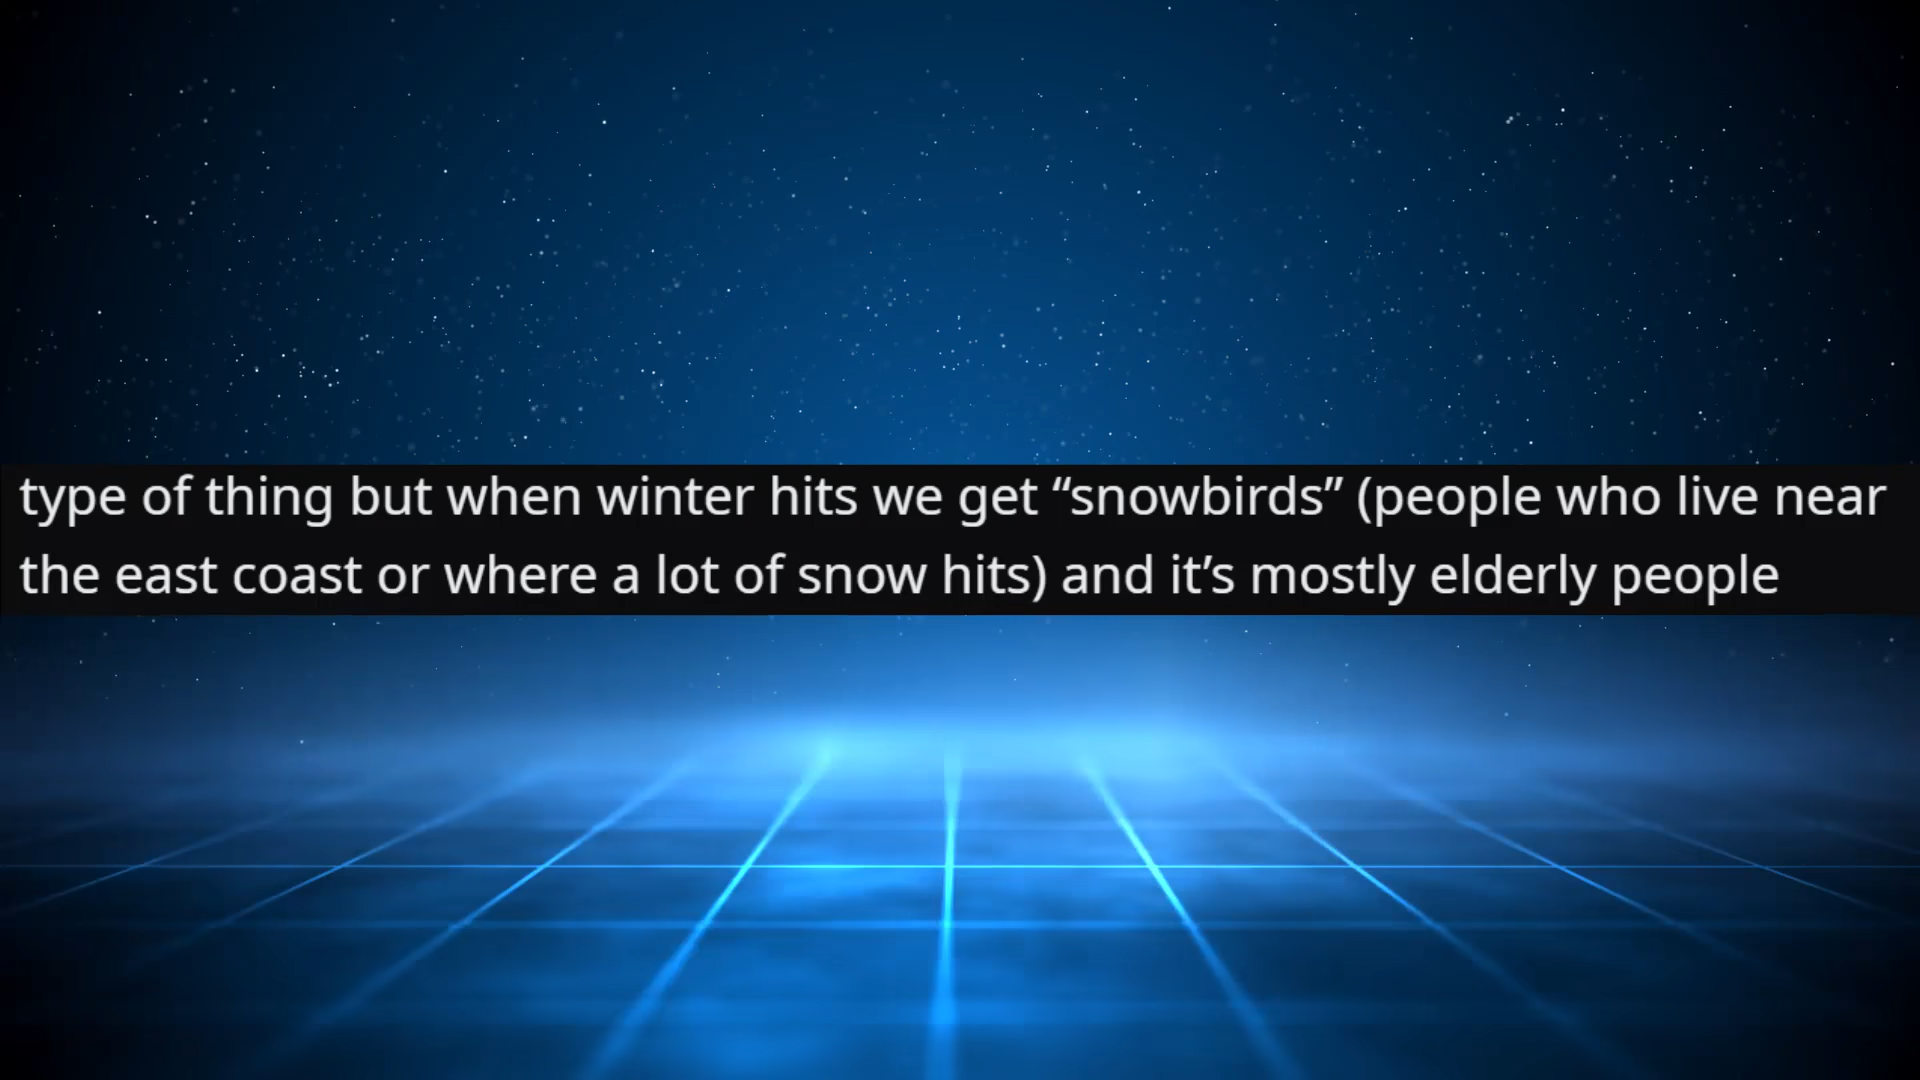 type of thing but when winter hits we get “snowbirds” (people who live near
the east coast or where a lot of snow hits) and it’s mostly elderly people